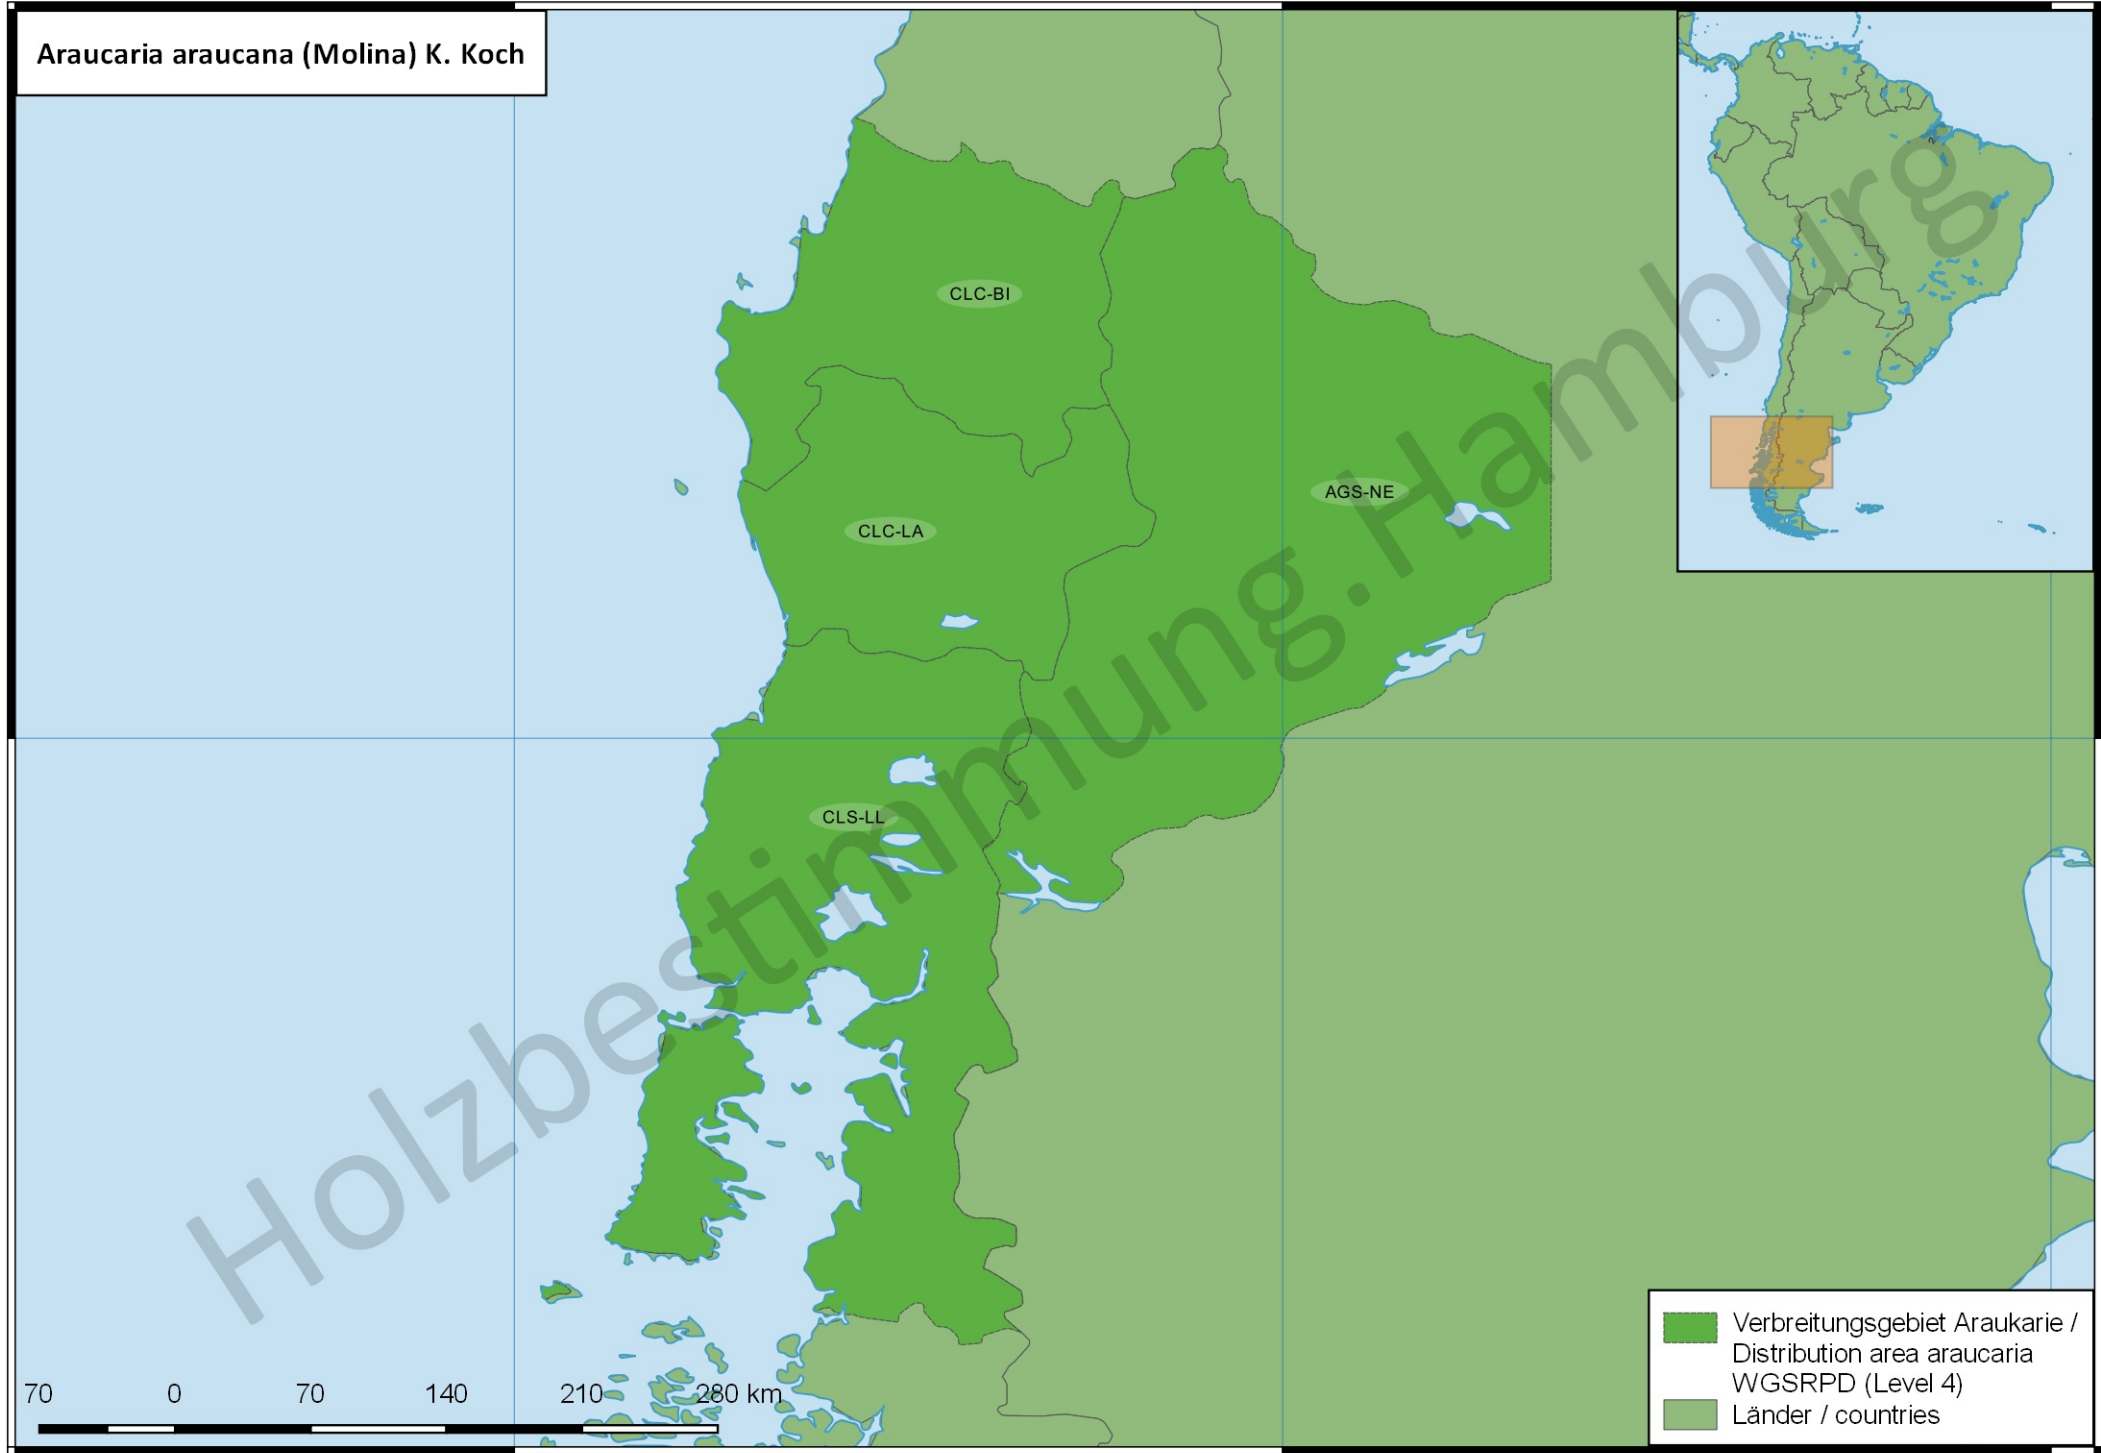 Araucaria araucana (Molina) K. Koch
CLC-BI
AGS-NE
CLC-LA
CLS-LL
Holzbestimmung.Hamburg
Verbreitungsgebiet Araukarie /
Distribution area araucaria
WGSRPD (Level 4)
Länder / countries
70 0 70 140 210 280 km